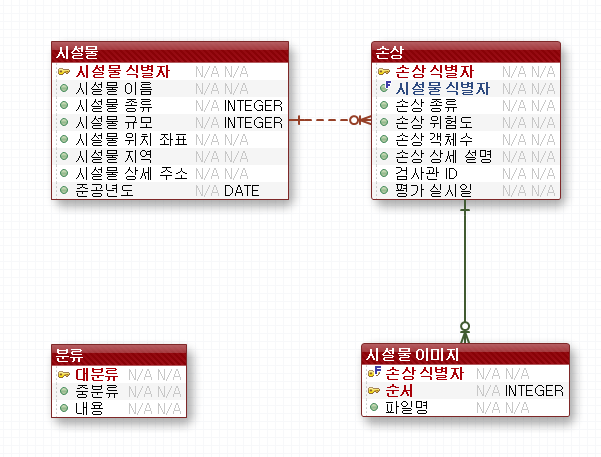 시설물
시설물 식별자 N/A N/A
시설물 이름 N/A N/A
시설물 종류 N/A INTEGER
시설물 규모 N/A INTEGER
시설물 위치 좌표 N/A N/A
시설물 지역 N/A N/A
시설물 상세 주소 N/A N/A
준공년도 N/A DATE
손상
손상 식별자 N/A N/A
시설물 식별자 N/A N/A
손상 종류 N/A N/A
손상 위험도 N/A N/A
손상 객체수 N/A N/A
손상 상세 설명 N/A N/A
검사관 ID N/A N/A
평가 실시일 N/A N/A
분류
대분류 N/A N/A
중분류 N/A N/A
내용 N/A N/A
시설물 이미지
손상 식별자 N/A N/A
순서 N/A INTEGER
파일명 N/A N/A